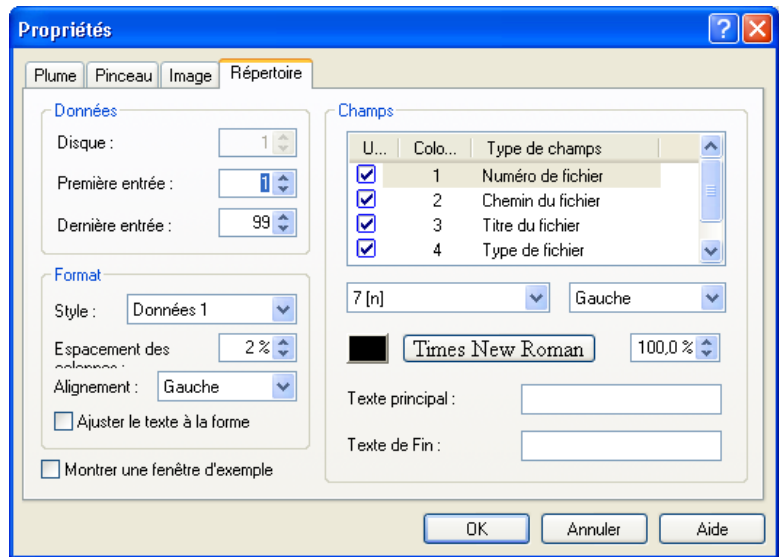 Propriétés
Plume Pinceau Image Répertoire
Données
Disque : 1
Première entrée : 1
Dernière entrée : 99
Format
Style : Données 1
Espacement des 2 %
Alignement : Gauche
Ajuster le texte à la forme
Montrer une fenêtre d'exemple
Champs
U... Colo... Type de champs
1 Numéro de fichier
2 Chemin du fichier
3 Titre du fichier
4 Type de fichier
7 [n] Gauche
Times New Roman 100,0 %
Texte principal :
Texte de Fin :
OK Annuler Aide